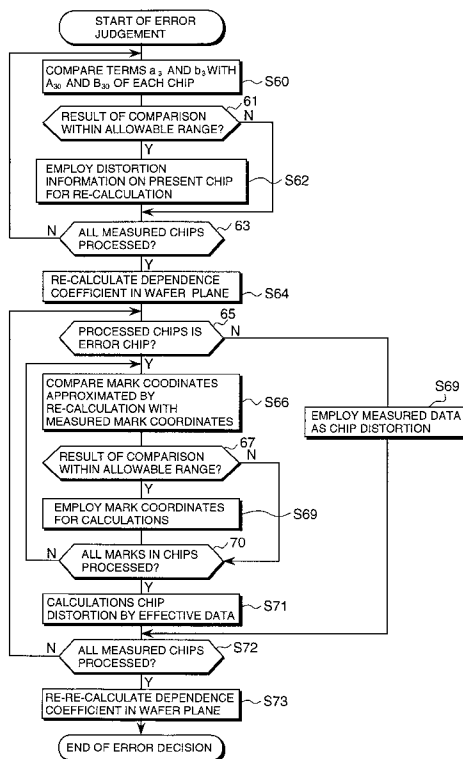 START OF ERROR
JUDGEMENT
COMPARE TERMS a₃ AND b₃ WITH
A₃₀ AND B₃₀ OF EACH CHIP
S60
61
RESULT OF COMPARISON
WITHIN ALLOWABLE RANGE?
N
Y
EMPLOY DISTORTION
INFORMATION ON PRESENT CHIP
FOR RE-CALCULATION
S62
63
N
ALL MEASURED CHIPS
PROCESSED?
Y
RE-CALCULATE DEPENDENCE
COEFFICIENT IN WAFER PLANE
S64
65
PROCESSED CHIPS IS
ERROR CHIP?
N
Y
COMPARE MARK COODINATES
APPROXIMATED BY
RE-CALCULATION WITH
MEASURED MARK COORDINATES
S66
S69
EMPLOY MEASURED DATA
AS CHIP DISTORTION
67
RESULT OF COMPARISON
WITHIN ALLOWABLE RANGE?
N
Y
EMPLOY MARK COORDINATES
FOR CALCULATIONS
S69
70
N
ALL MARKS IN CHIPS
PROCESSED?
Y
CALCULATIONS CHIP
DISTORTION BY EFFECTIVE DATA
S71
S72
N
ALL MEASURED CHIPS
PROCESSED?
Y
RE-RE-CALCULATE DEPENDENCE
COEFFICIENT IN WAFER PLANE
S73
END OF ERROR DECISION